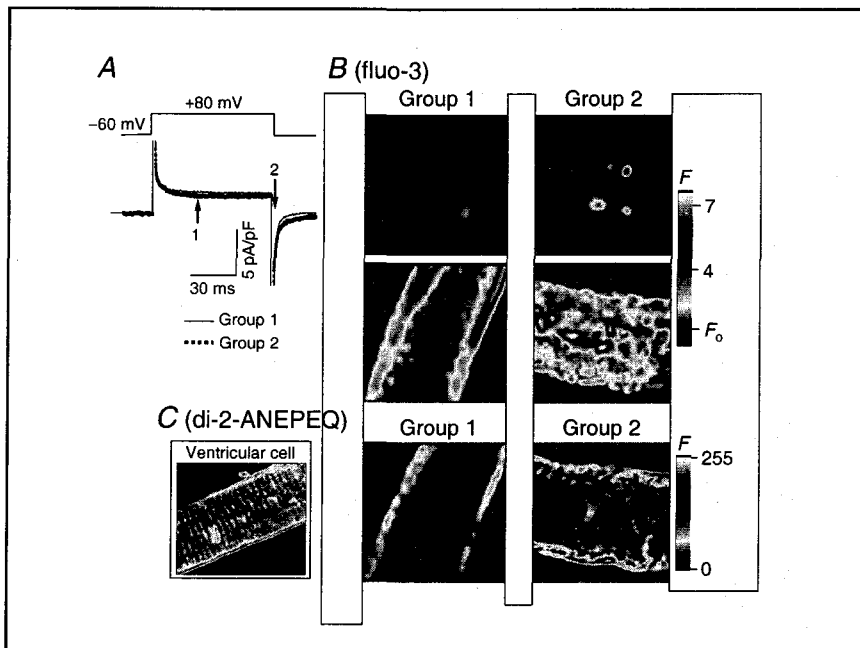 A
+80 mV
−60 mV
2
1
5 pA/pF
30 ms
Group 1
Group 2
B (fluo-3)
Group 1
Group 2
F
7
4
Fo
C (di-2-ANEPEQ)
Ventricular cell
Group 1
Group 2
F
255
0